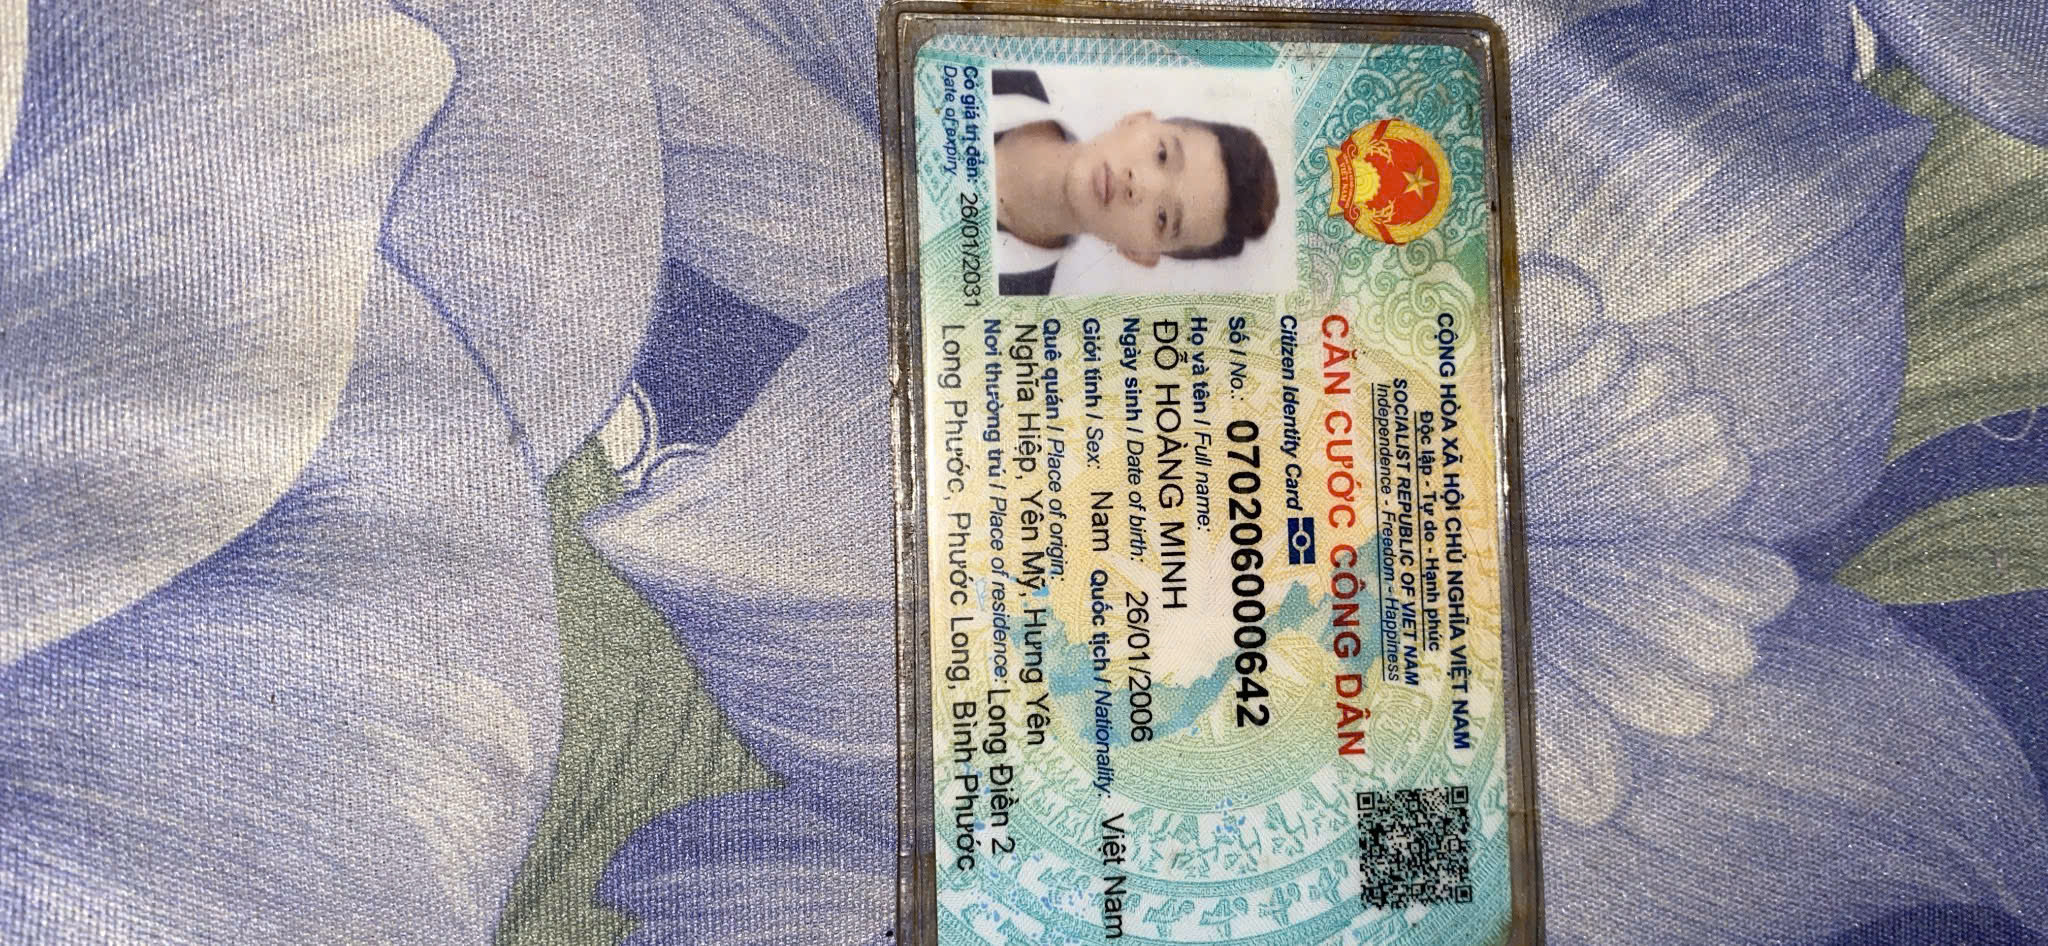 CỘNG HÒA XÃ HỘI CHỦ NGHĨA VIỆT NAM
Độc lập - Tự do - Hạnh phúc
SOCIALIST REPUBLIC OF VIET NAM
Independence - Freedom - Happiness
CĂN CƯỚC CÔNG DÂN
Citizen Identity Card
Số / No.: 070206000642
Họ và tên / Full name:
ĐỖ HOÀNG MINH
Ngày sinh / Date of birth: 26/01/2006
Giới tính / Sex: Nam Quốc tịch / Nationality: Việt Nam
Quê quán / Place of origin:
Nghĩa Hiệp, Yên Mỹ, Hưng Yên
Nơi thường trú / Place of residence: Long Điền 2
Long Phước, Phước Long, Bình Phước
Có giá trị đến: 26/01/2031
Date of expiry